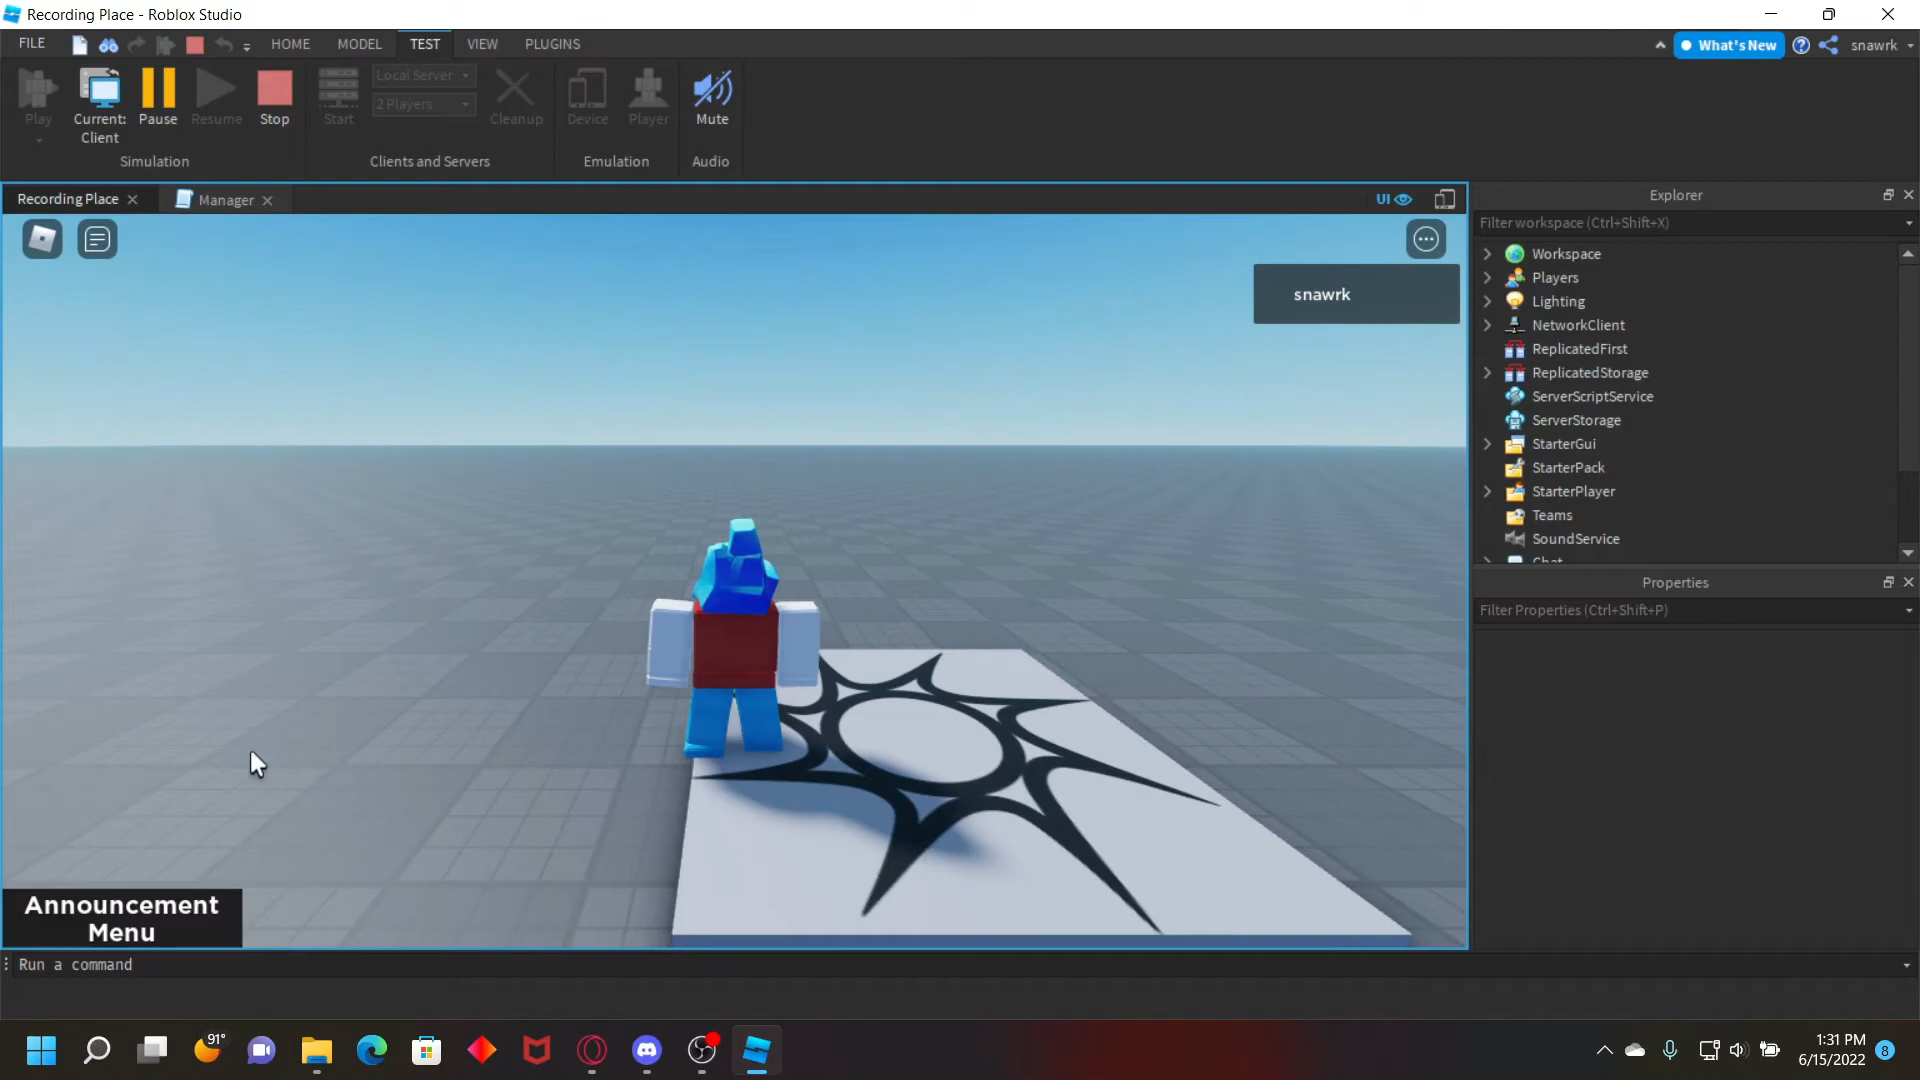 Recording Place - Roblox Studio
FILE
HOME
MODEL
TEST
VIEW
PLUGINS
What's New
snawrk
Play
Current:
Client
Pause
Resume
Stop
Simulation
Start
Local Server
2 Players
Cleanup
Clients and Servers
Device
Player
Emulation
Mute
Audio
Recording Place
Manager
UI
snawrk
Announcement
Menu
Explorer
Filter workspace (Ctrl+Shift+X)
Workspace
Players
Lighting
NetworkClient
ReplicatedFirst
ReplicatedStorage
ServerScriptService
ServerStorage
StarterGui
StarterPack
StarterPlayer
Teams
SoundService
Chat
Properties
Filter Properties (Ctrl+Shift+P)
Run a command
91°
1:31 PM
6/15/2022
8